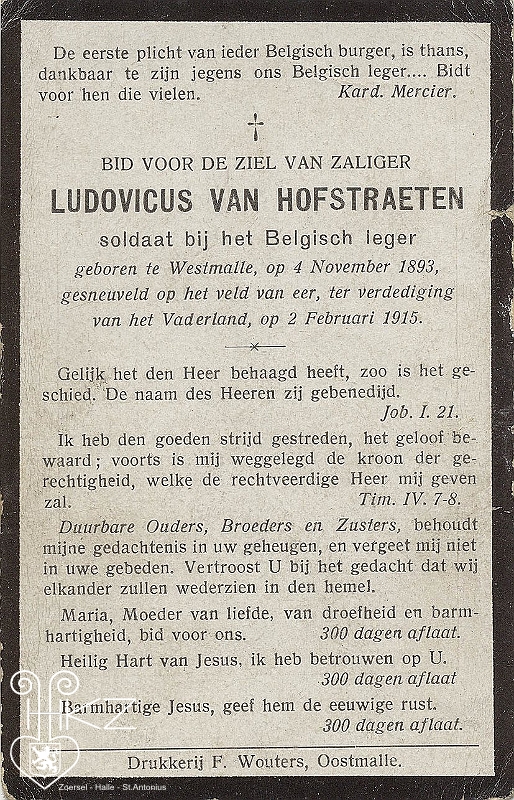 De eerste plicht van ieder Belgisch burger, is thans,
dankbaar te zijn jegens ons Belgisch leger.... Bidt
voor hen die vielen. Kard. Mercier.
BID VOOR DE ZIEL VAN ZALIGER
LUDOVICUS VAN HOFSTRAETEN
soldaat bij het Belgisch leger
geboren te Westmalle, op 4 November 1893,
gesneuveld op het veld van eer, ter verdediging
van het Vaderland, op 2 Februari 1915.
Gelijk het den Heer behaagd heeft, zoo is het ge-
schied. De naam des Heeren zij gebenedijd.
Job. I. 21.
Ik heb den goeden strijd gestreden, het geloof be-
waard; voorts is mij weggelegd de kroon der ge-
rechtigheid, welke de rechtveerdige Heer mij geven
zal. Tim. IV. 7-8.
Duurbare Ouders, Broeders en Zusters, behoudt
mijne gedachtenis in uw geheugen, en vergeet mij niet
in uwe gebeden. Vertroost U bij het gedacht dat wij
elkander zullen wederzien in den hemel.
Maria, Moeder van liefde, van droefheid en barm-
hartigheid, bid voor ons. 300 dagen aflaat.
Heilig Hart van Jesus, ik heb betrouwen op U.
300 dagen aflaat
Barmhartige Jesus, geef hem de eeuwige rust.
300 dagen aflaat.
Drukkerij F. Wouters, Oostmalle.
HKZ
Zoersel - Halle - St.Antonius